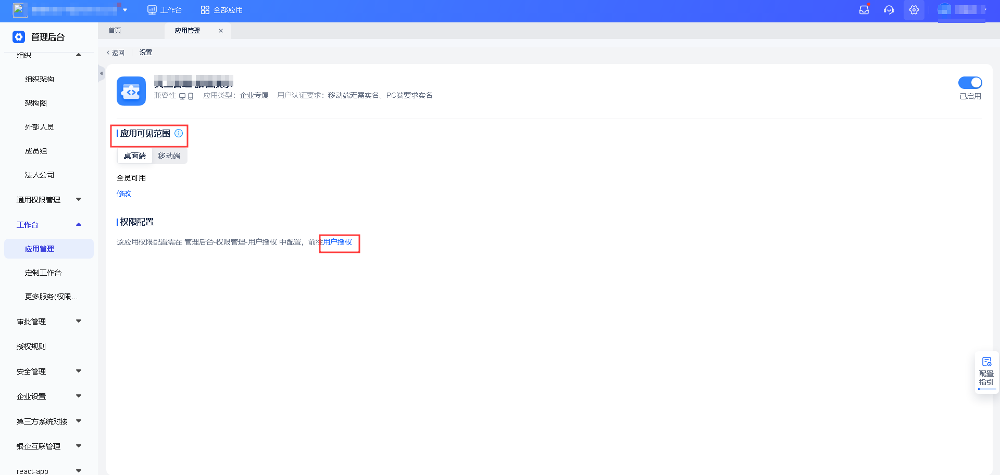 工作台
全部应用
管理后台
首页
应用管理
返回
设置
组织
组织架构
架构图
外部人员
成员组
法人公司
通用权限管理
工作台
应用管理
定制工作台
更多服务(权限...
审批管理
授权规则
安全管理
企业设置
第三方系统对接
银企互联管理
react-app
兼容性 应用类型：企业专属 用户认证要求：移动端无需实名、PC端要求实名
已启用
应用可见范围
桌面端 移动端
全员可用
修改
权限配置
该应用权限配置需在 管理后台-权限管理-用户授权 中配置，前往用户授权
配置
指引